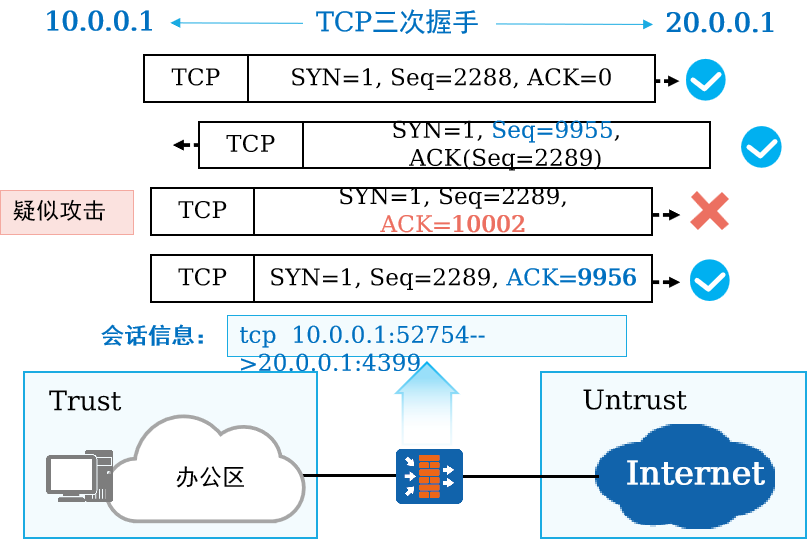 10.0.0.1 TCP三次握手 20.0.0.1
TCP SYN=1, Seq=2288, ACK=0
TCP SYN=1, Seq=9955,
ACK(Seq=2289)
疑似攻击 TCP SYN=1, Seq=2289,
ACK=10002
TCP SYN=1, Seq=2289, ACK=9956
会话信息： tcp 10.0.0.1:52754--
>20.0.0.1:4399
Trust
Untrust
办公区
Internet